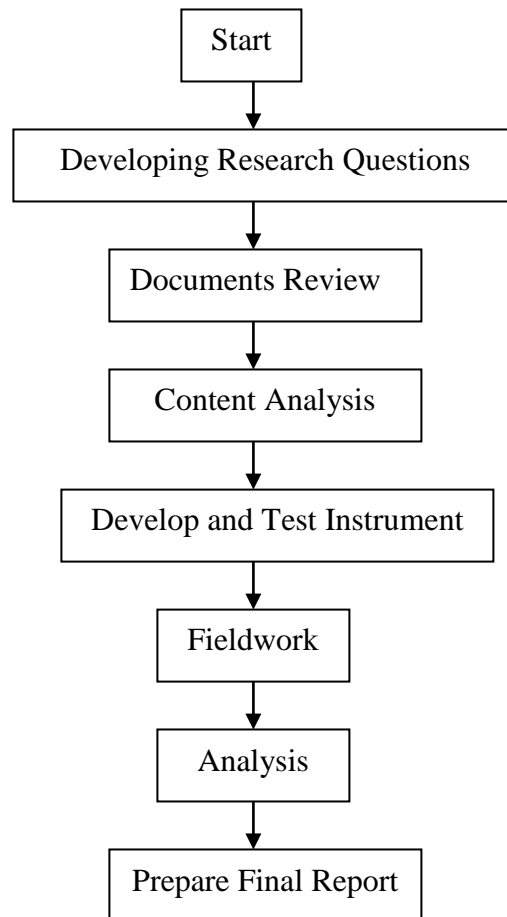 Start
Developing Research Questions
Documents Review
Content Analysis
Develop and Test Instrument
Fieldwork
Analysis
Prepare Final Report